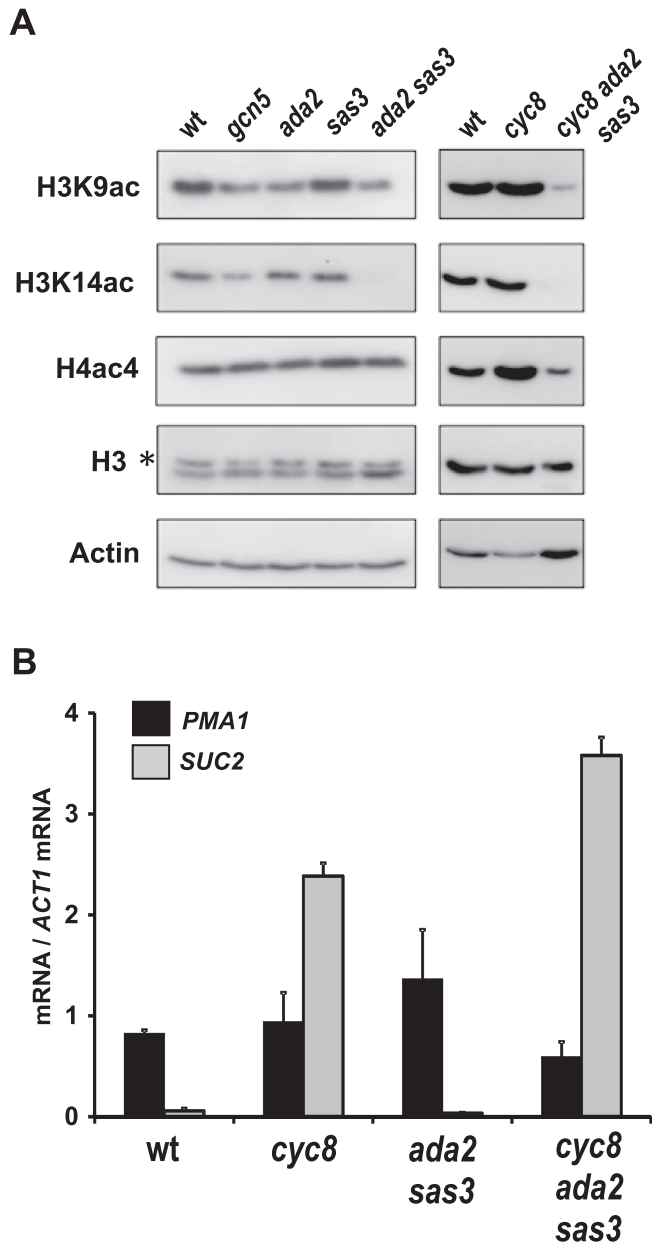 A
wt gcn5 ada2 sas3 ada2 sas3 wt cyc8 cyc8 ada2
sas3
H3K9ac
H3K14ac
H4ac4
H3 *
Actin
B
4
3
2
1
0
mRNA / ACT1 mRNA
PMA1
SUC2
wt cyc8 ada2 cyc8
sas3 ada2
sas3